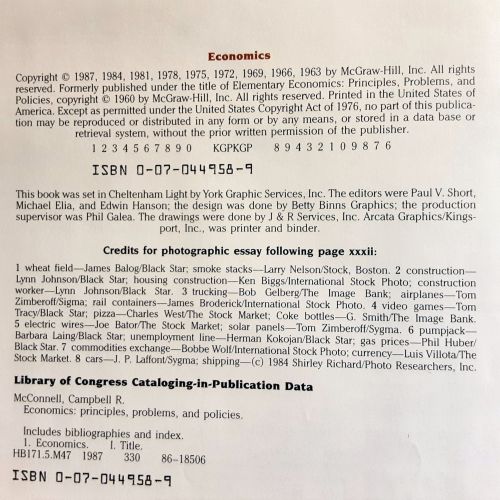 Economics
Copyright © 1987, 1984, 1981, 1978, 1975, 1972, 1969, 1966, 1963 by McGraw-Hill, Inc. All rights
reserved. Formerly published under the title of Elementary Economics: Principles, Problems, and
Policies, copyright © 1960 by McGraw-Hill, Inc. All rights reserved. Printed in the United States of
America. Except as permitted under the United States Copyright Act of 1976, no part of this publica-
tion may be reproduced or distributed in any form or by any means, or stored in a data base or
retrieval system, without the prior written permission of the publisher.
1 2 3 4 5 6 7 8 9 0 KGPKGP 8 9 4 3 2 1 0 9 8 7 6
ISBN 0-07-044958-9
This book was set in Cheltenham Light by York Graphic Services, Inc. The editors were Paul V. Short,
Michael Elia, and Edwin Hanson; the design was done by Betty Binns Graphics; the production
supervisor was Phil Galea. The drawings were done by J & R Services, Inc. Arcata Graphics/Kings-
port, Inc., was printer and binder.
Credits for photographic essay following page xxxii:
1 wheat field—James Balog/Black Star; smoke stacks—Larry Nelson/Stock, Boston. 2 construction—
Lynn Johnson/Black Star; housing construction—Ken Biggs/International Stock Photo; construction
worker—Lynn Johnson/Black Star. 3 trucking—Bob Gelberg/The Image Bank; airplanes—Tom
Zimberoff/Sigma; rail containers—James Broderick/International Stock Photo. 4 video games—Tom
Tracy/Black Star; pizza—Charles West/The Stock Market; Coke bottles—G. Smith/The Image Bank.
5 electric wires—Joe Bator/The Stock Market; solar panels—Tom Zimberoff/Sygma. 6 pumpjack—
Barbara Laing/Black Star; unemployment line—Herman Kokojan/Black Star; gas prices—Phil Huber/
Black Star. 7 commodities exchange—Bobbe Wolf/International Stock Photo; currency—Luis Villota/The
Stock Market. 8 cars—J. P. Laffont/Sygma; shipping—(c) 1984 Shirley Richard/Photo Researchers, Inc.
Library of Congress Cataloging-in-Publication Data
McConnell, Campbell R.
Economics: principles, problems, and policies.
Includes bibliographies and index.
1. Economics. I. Title.
HB171.5.M47 1987 330 86-18506
ISBN 0-07-044958-9